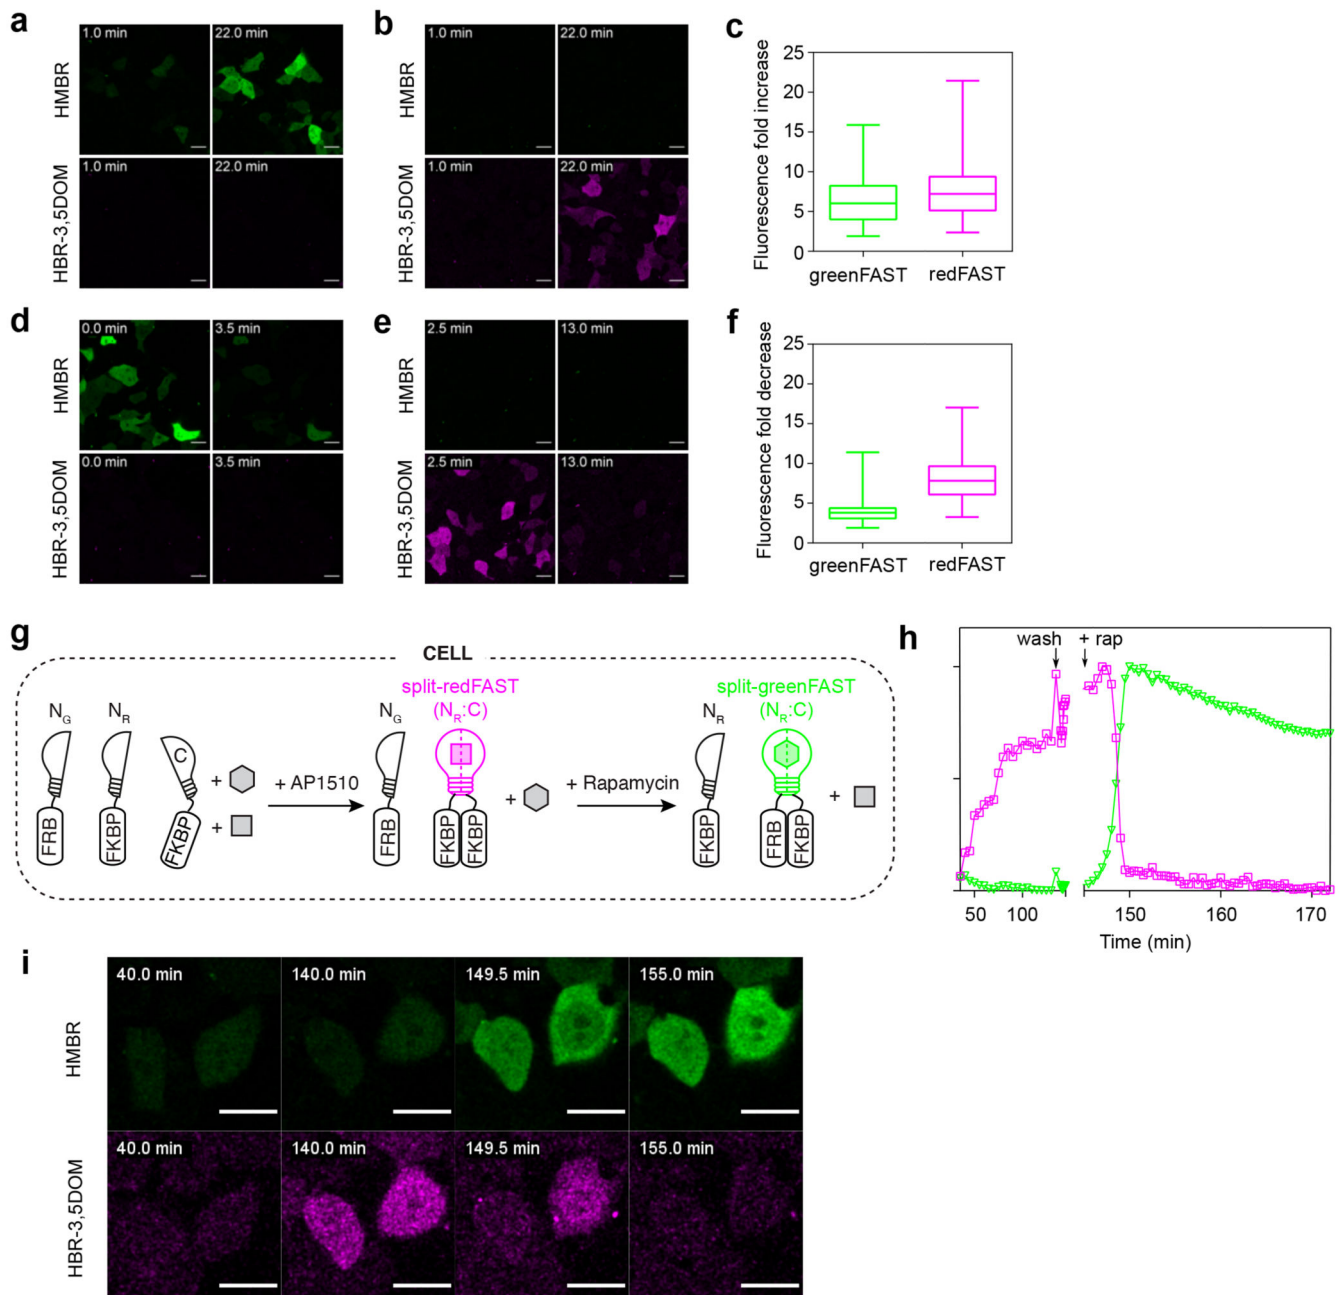 a
HMBR
HBR-3,5DOM
1.0 min
22.0 min
1.0 min
22.0 min
b
HMBR
HBR-3,5DOM
1.0 min
22.0 min
1.0 min
22.0 min
c
Fluorescence fold increase
25
20
15
10
5
0
greenFAST
redFAST
d
HMBR
HBR-3,5DOM
0.0 min
3.5 min
0.0 min
3.5 min
e
HMBR
HBR-3,5DOM
2.5 min
13.0 min
2.5 min
13.0 min
f
Fluorescence fold decrease
25
20
15
10
5
0
greenFAST
redFAST
g
CELL
N_G
N_R
C
FRB
FKBP
FKBP
+
+
+ AP1510
N_G
FRB
split-redFAST
(N_R:C)
FKBP
FKBP
+
+ Rapamycin
N_R
FKBP
split-greenFAST
(N_R:C)
FRB
FKBP
+
h
wash
+ rap
50
100
150
160
170
Time (min)
i
HMBR
40.0 min
140.0 min
149.5 min
155.0 min
HBR-3,5DOM
40.0 min
140.0 min
149.5 min
155.0 min